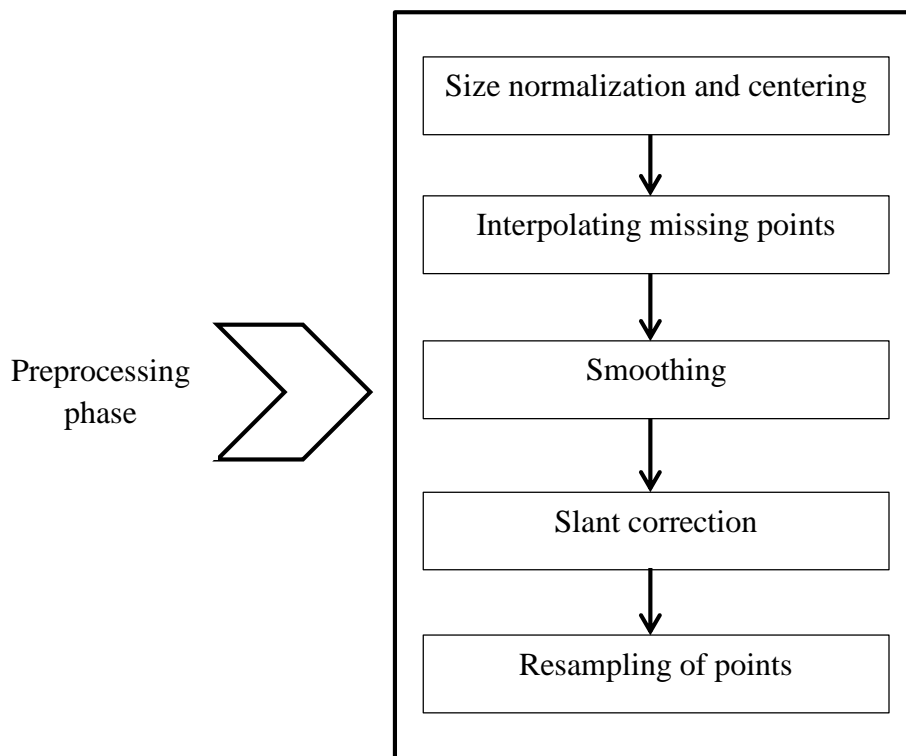 Size normalization and centering
Interpolating missing points
Preprocessing
phase
Smoothing
Slant correction
Resampling of points